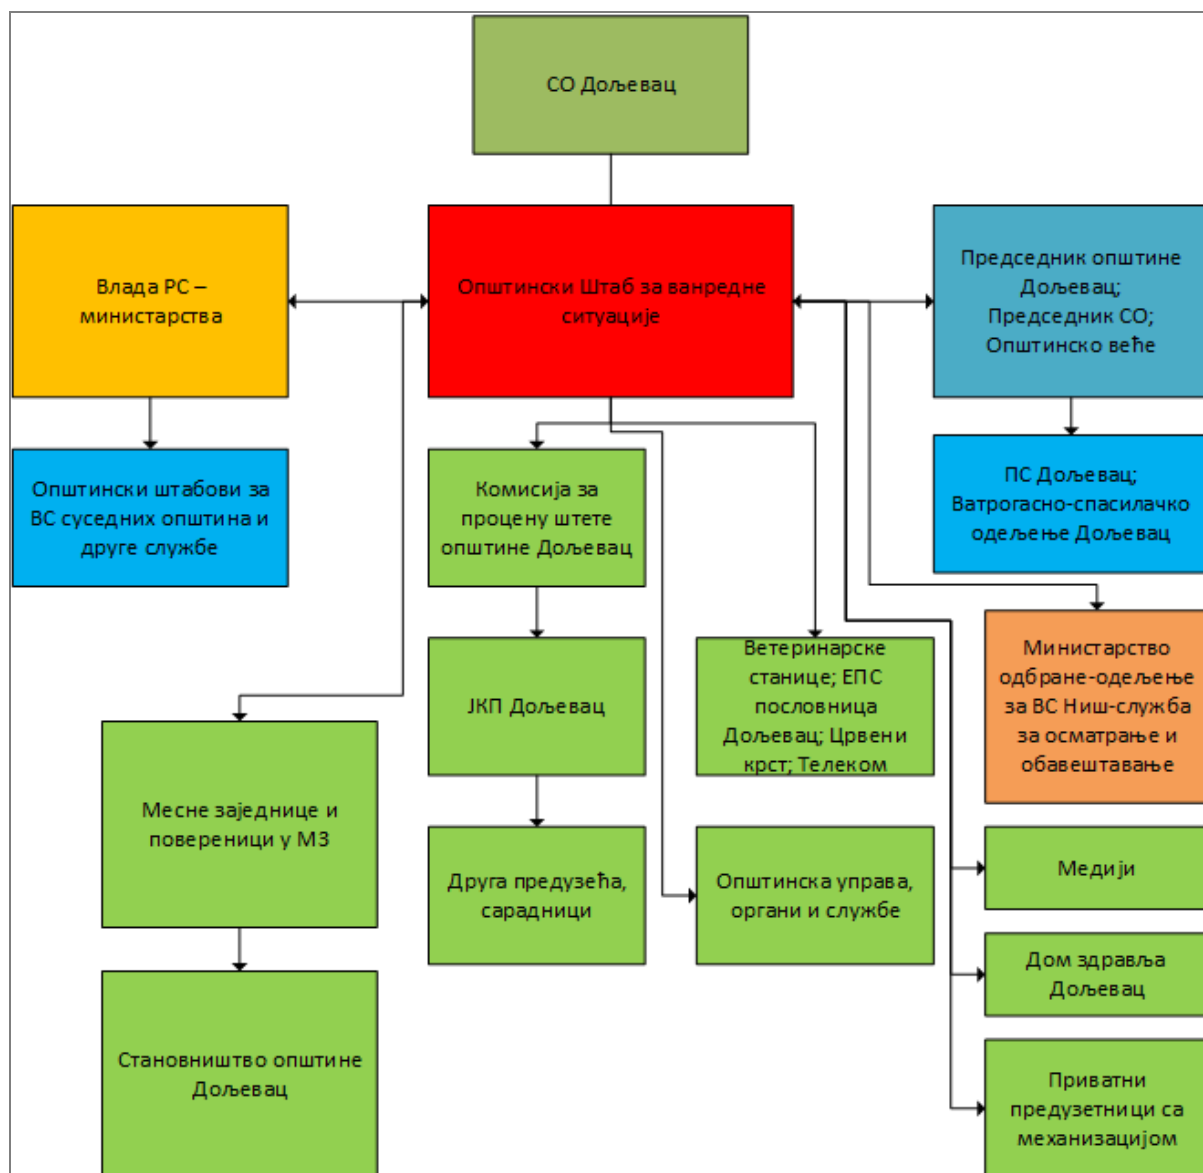 СО Дољевац
Влада РС –
министарства
Општински Штаб за ванредне
ситуације
Председник општине
Дољевац;
Председник СО;
Општинско веће
Општински штабови за
ВС суседних општина и
друге службе
Комисија за
процену штете
општине Дољевац
ПС Дољевац;
Ватрогасно-спасилачко
одељење Дољевац
ЈКП Дољевац
Ветеринарске
станице; ЕПС
пословница
Дољевац; Црвени
крст; Телеком
Министарство
одбране-одељење
за ВС Ниш-служба
за осматрање и
обавештавање
Месне заједнице и
повереници у МЗ
Друга предузећа,
сарадници
Општинска управа,
органи и службе
Медији
Дом здравља
Дољевац
Становништво општине
Дољевац
Приватни
предузетници са
механизацијом